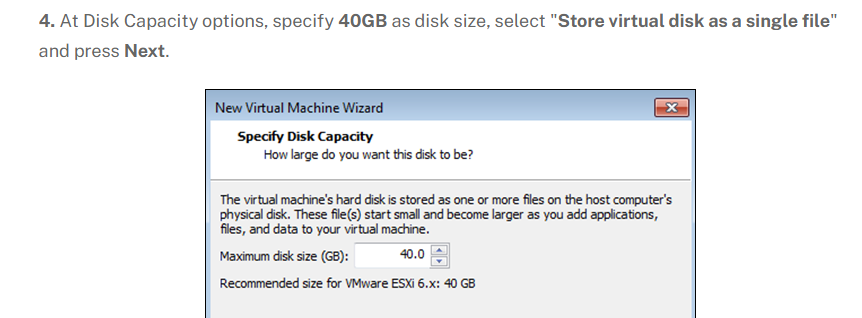 4. At Disk Capacity options, specify 40GB as disk size, select "Store virtual disk as a single file"
and press Next.
New Virtual Machine Wizard
Specify Disk Capacity
How large do you want this disk to be?
The virtual machine's hard disk is stored as one or more files on the host computer's
physical disk. These file(s) start small and become larger as you add applications,
files, and data to your virtual machine.
Maximum disk size (GB): 40.0
Recommended size for VMware ESXi 6.x: 40 GB